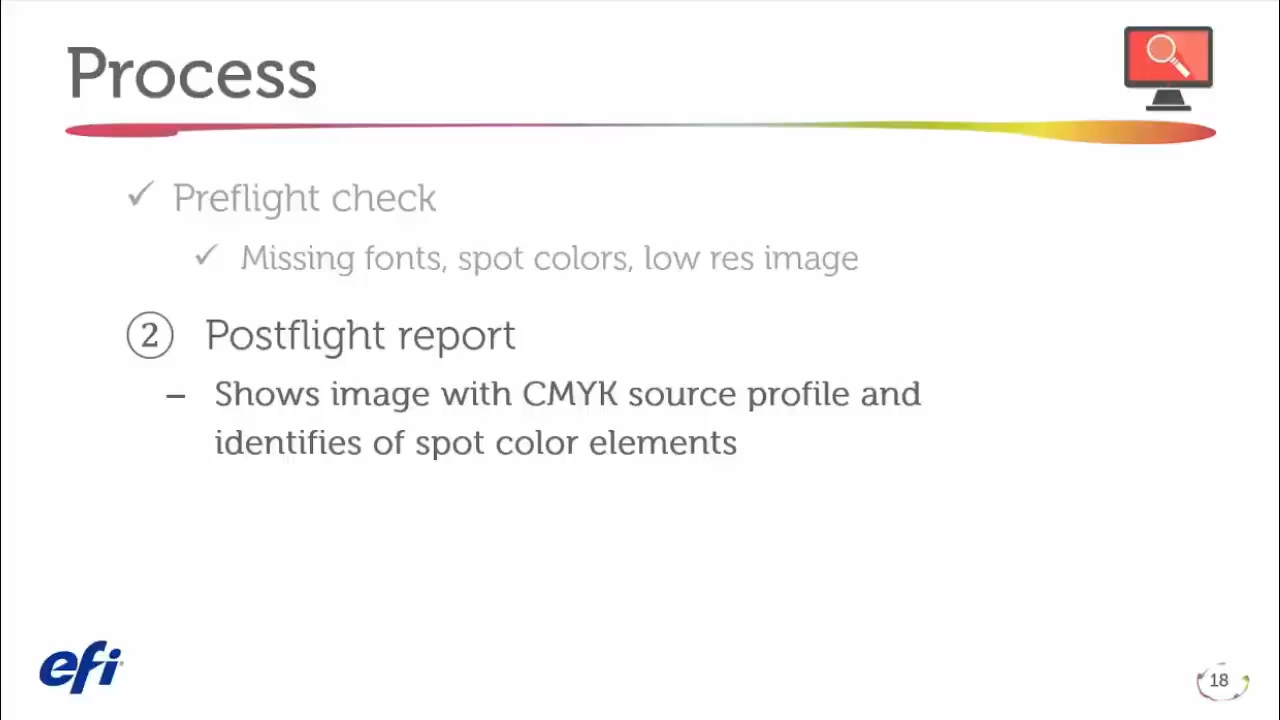 Process
✓ Preflight check
✓ Missing fonts, spot colors, low res image
② Postflight report
– Shows image with CMYK source profile and
identifies of spot color elements
efi
18